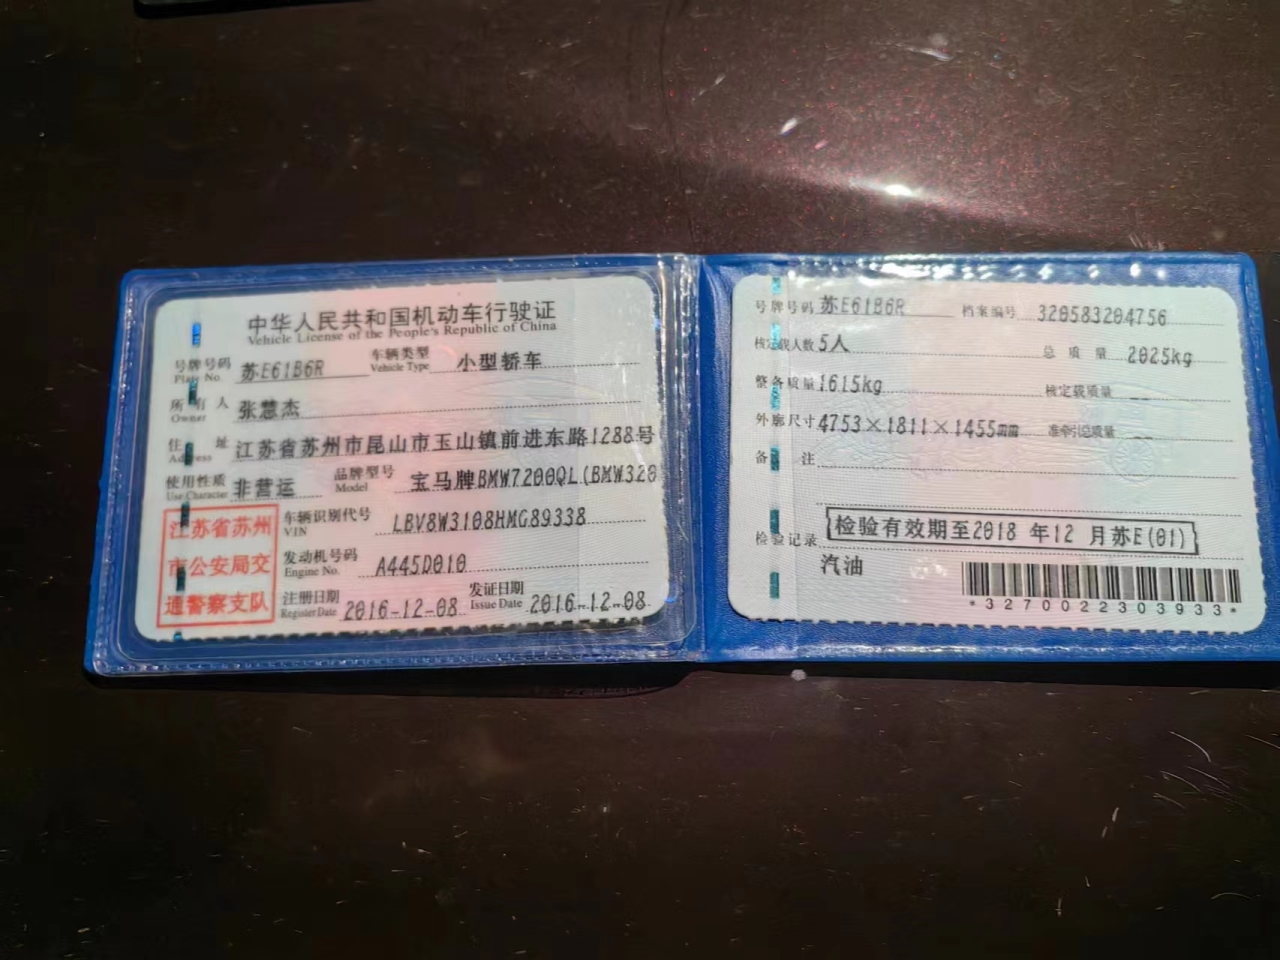 中华人民共和国机动车行驶证
Vehicle License of the People's Republic of China
号牌号码 苏E61B6R 车辆类型 小型轿车
Plate No. Vehicle Type
所有人 张慧杰
Owner
住址 江苏省苏州市昆山市玉山镇前进东路1288号
Address
使用性质 非营运 品牌型号 宝马牌BMW7200QL(BMW320
Use Character Model
江苏省苏州
市公安局交
通警察支队
车辆识别代号 LBV8W3108HMG89338
VIN
发动机号码 A445D010
Engine No.
注册日期 2016-12-08 发证日期 2016-12-08
Register Date Issue Date
号牌号码 苏E61B6R 档案编号 320583204756
核定载人数 5人 总质量 2025kg
整备质量 1615kg 核定载质量 --
外廓尺寸 4753×1811×1455mm 准牵引总质量 --
备注
检验记录 检验有效期至2018 年12 月苏E(01)
汽油
*3270022303933*